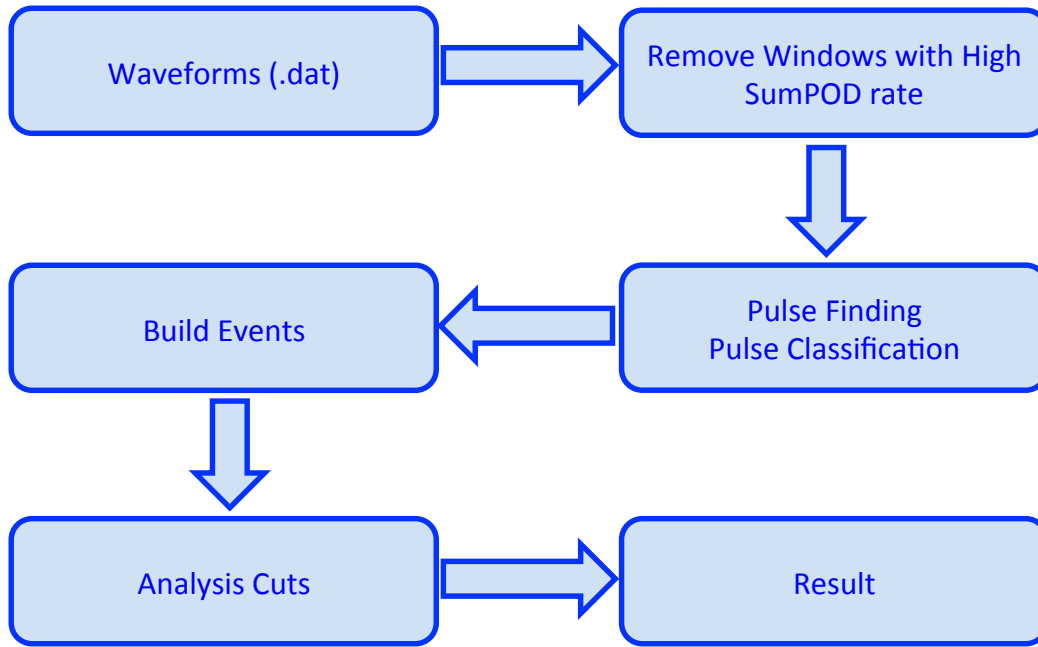 Waveforms (.dat)
Remove Windows with High
SumPOD rate
Pulse Finding
Pulse Classification
Build Events
Analysis Cuts
Result